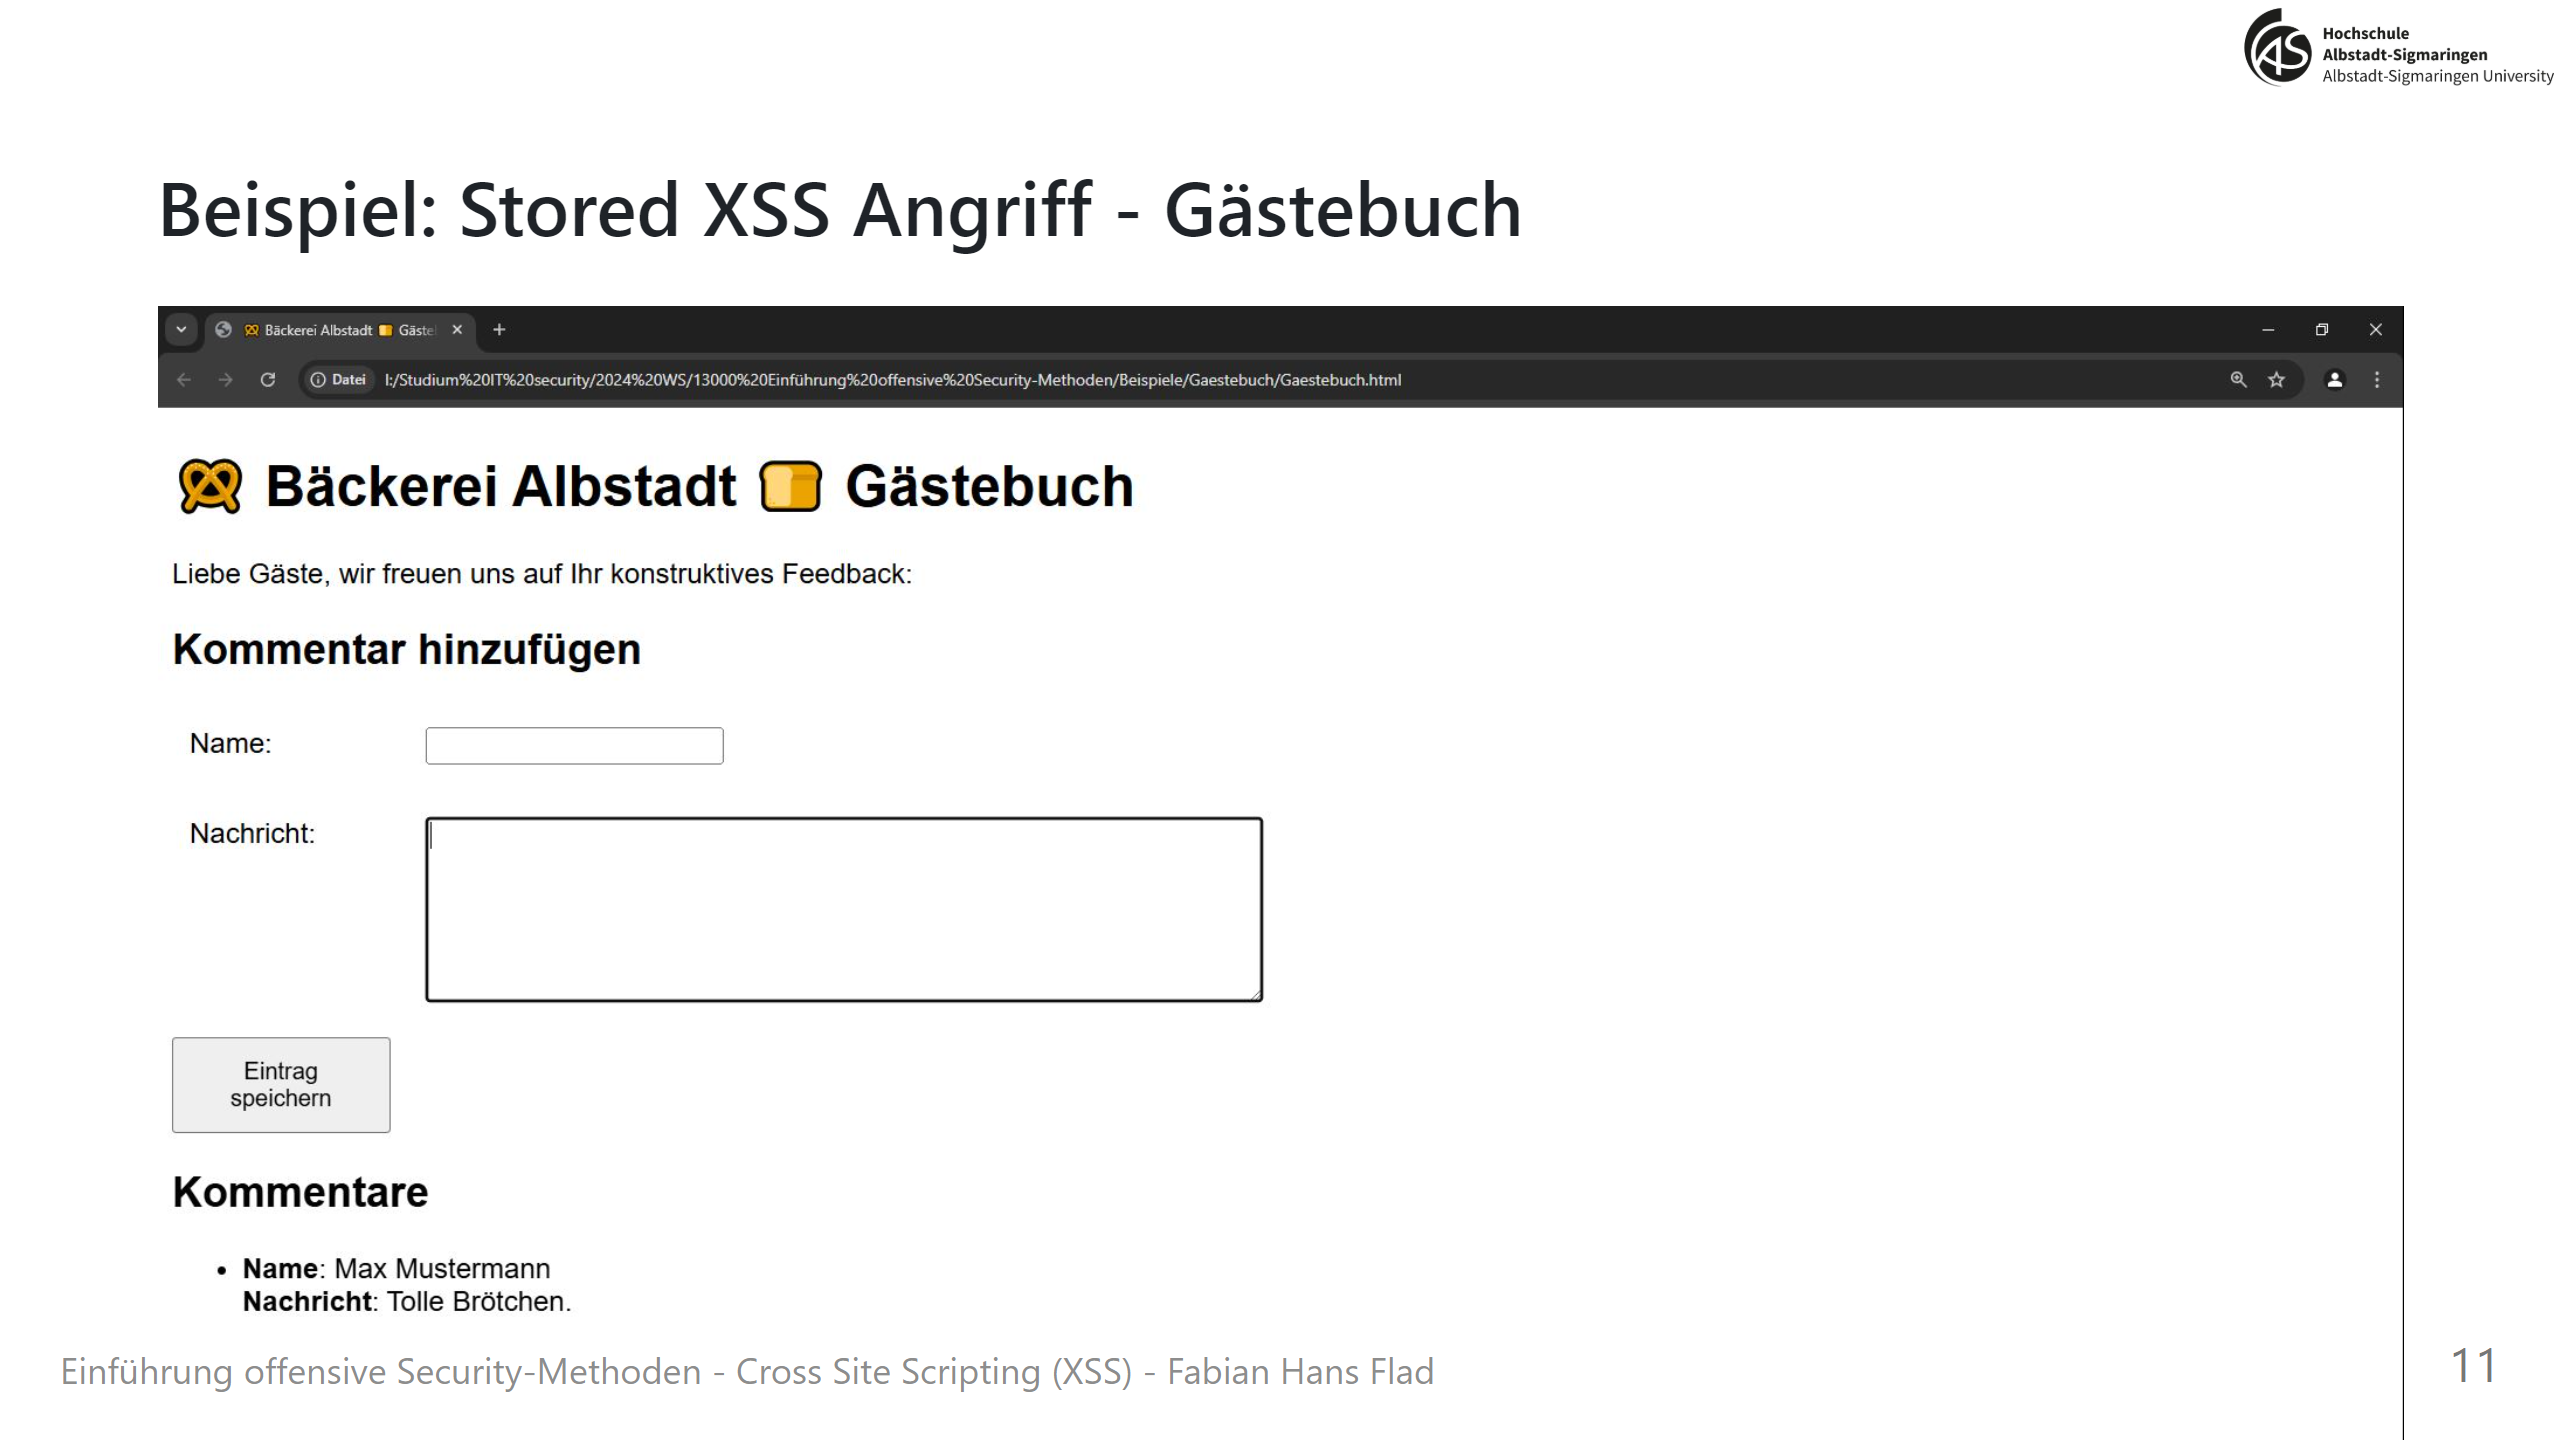 Hochschule
Albstadt-Sigmaringen
Albstadt-Sigmaringen University
Beispiel: Stored XSS Angriff - Gästebuch
Bäckerei Albstadt Gäste
Datei I:/Studium%20IT%20security/2024%20WS/13000%20Einführung%20offensive%20Security-Methoden/Beispiele/Gaestebuch/Gaestebuch.html
Bäckerei Albstadt Gästebuch
Liebe Gäste, wir freuen uns auf Ihr konstruktives Feedback:
Kommentar hinzufügen
Name:
Nachricht:
Eintrag
speichern
Kommentare
• Name: Max Mustermann
Nachricht: Tolle Brötchen.
Einführung offensive Security-Methoden - Cross Site Scripting (XSS) - Fabian Hans Flad
11